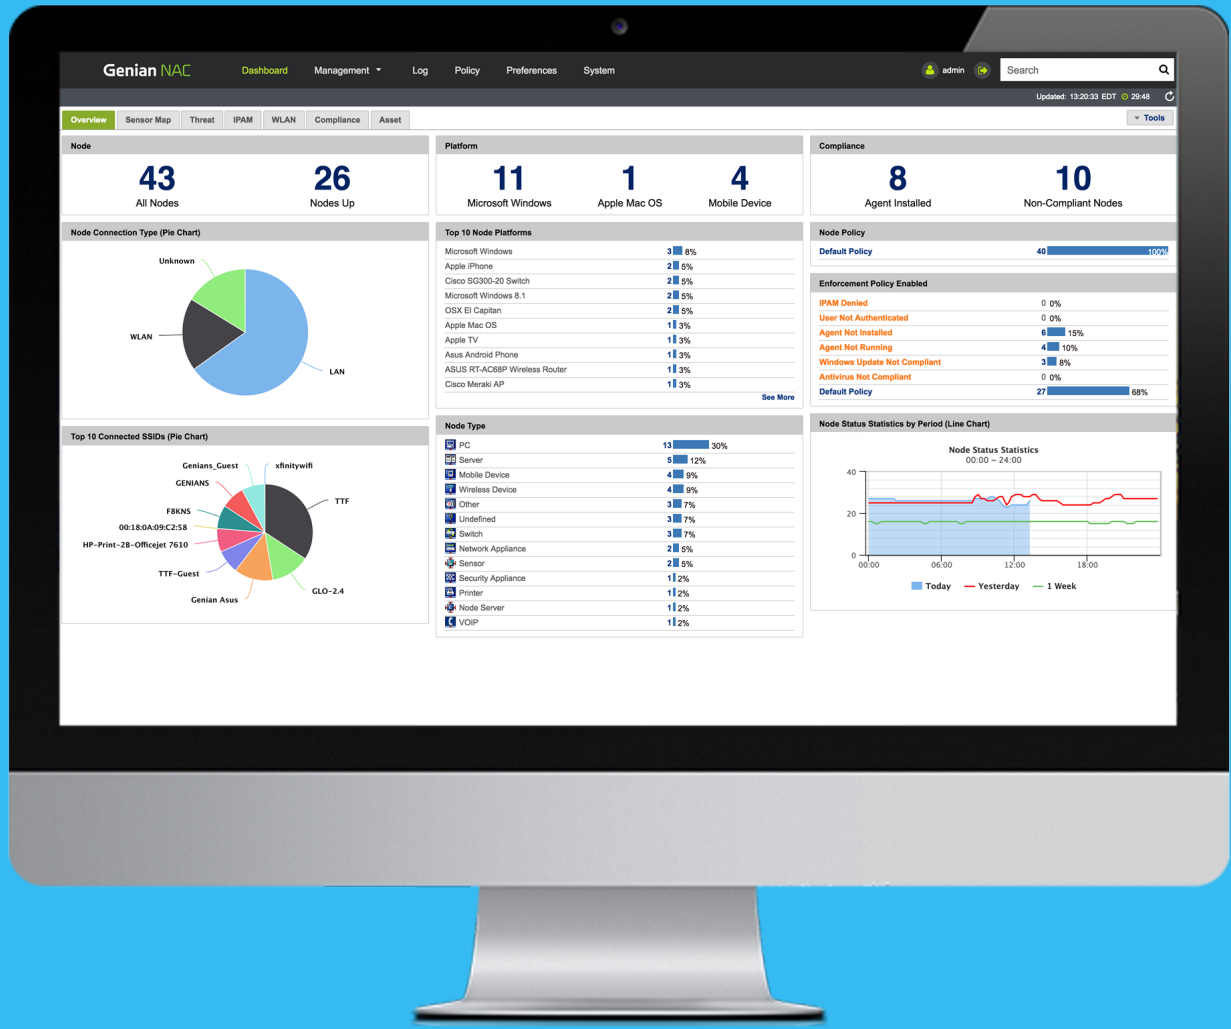 Genian NAC Dashboard Management Log Policy Preferences System admin Search
Updated: 13:20:33 EDT 29:48
Overview Sensor Map Threat IPAM WLAN Compliance Asset Tools
Node
43 26
All Nodes Nodes Up
Platform
11 1 4
Microsoft Windows Apple Mac OS Mobile Device
Compliance
8 10
Agent Installed Non-Compliant Nodes
Node Connection Type (Pie Chart)
Unknown
WLAN
LAN
Top 10 Connected SSIDs (Pie Chart)
Genians_Guest xfinitywifi
GENIANS
TTF
F8KNS
00:18:0A:09:C2:58
HP-Print-2B-Officejet 7610
TTF-Guest
GLO-2.4
Genian Asus
Top 10 Node Platforms
Microsoft Windows 3 8%
Apple iPhone 2 5%
Cisco SG300-20 Switch 2 5%
Microsoft Windows 8.1 2 5%
OSX El Capitan 2 5%
Apple Mac OS 1 3%
Apple TV 1 3%
Asus Android Phone 1 3%
ASUS RT-AC68P Wireless Router 1 3%
Cisco Meraki AP 1 3%
See More
Node Type
PC 13 30%
Server 5 12%
Mobile Device 4 9%
Wireless Device 4 9%
Other 3 7%
Undefined 3 7%
Switch 3 7%
Network Appliance 2 5%
Sensor 2 5%
Security Appliance 1 2%
Printer 1 2%
Node Server 1 2%
VOIP 1 2%
Node Policy
Default Policy 40 100%
Enforcement Policy Enabled
IPAM Denied 0 0%
User Not Authenticated 0 0%
Agent Not Installed 6 15%
Agent Not Running 4 10%
Windows Update Not Compliant 3 8%
Antivirus Not Compliant 0 0%
Default Policy 27 68%
Node Status Statistics by Period (Line Chart)
Node Status Statistics
00:00 ~ 24:00
40
20
0
00:00 06:00 12:00 18:00
Today Yesterday 1 Week